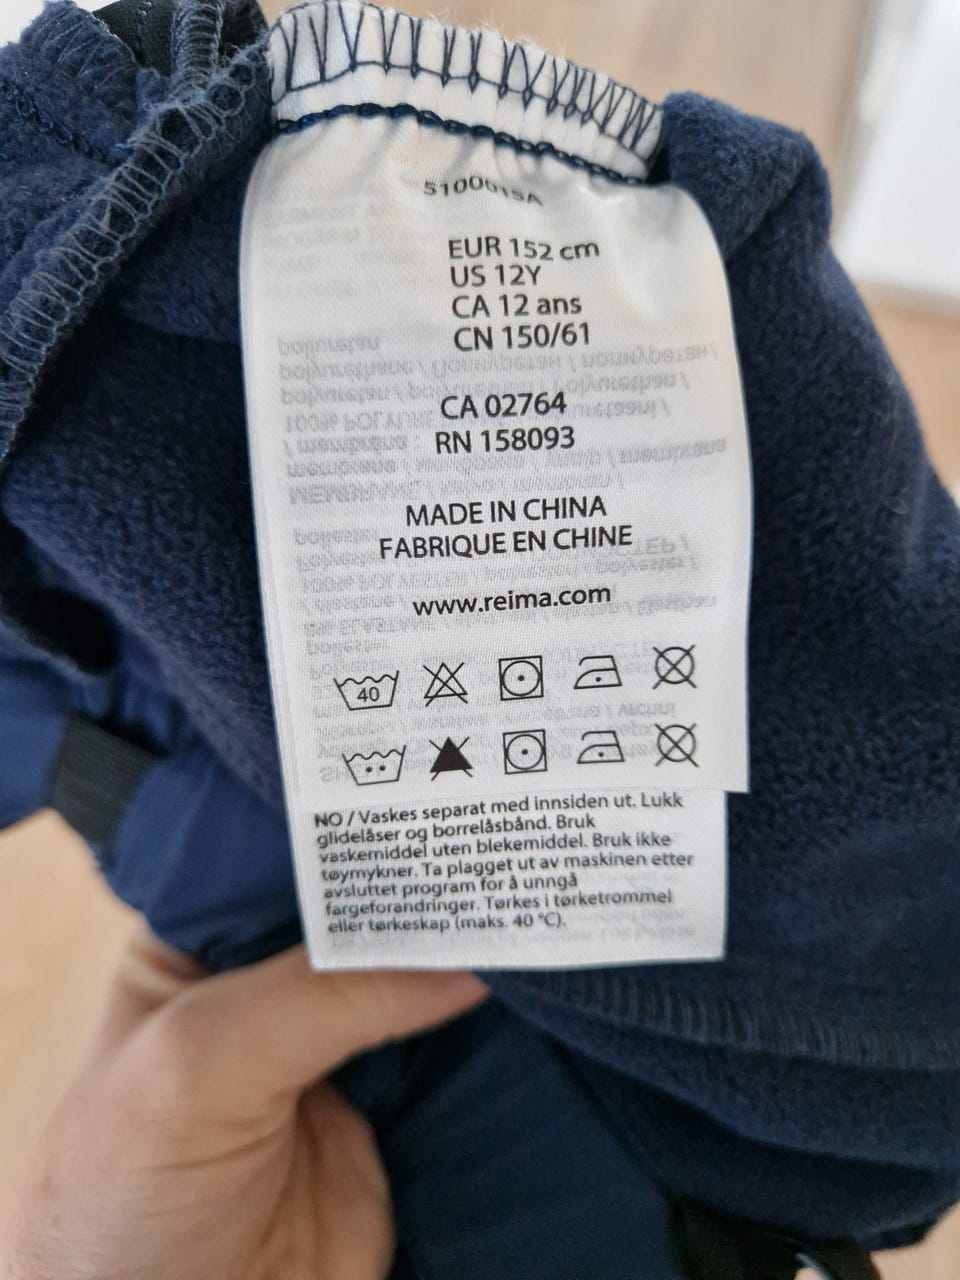 5100015A
EUR 152 cm
US 12Y
CA 12 ans
CN 150/61
CA 02764
RN 158093
MADE IN CHINA
FABRIQUE EN CHINE
www.reima.com
40
NO / Vaskes separat med innsiden ut. Lukk
glidelåser og borrelåsbånd. Bruk
vaskemiddel uten blekemiddel. Bruk ikke
tøymykner. Ta plagget ut av maskinen etter
avsluttet program for å unngå
fargeforandringer. Tørkes i tørketrommel
eller tørkeskap (maks. 40 °C).